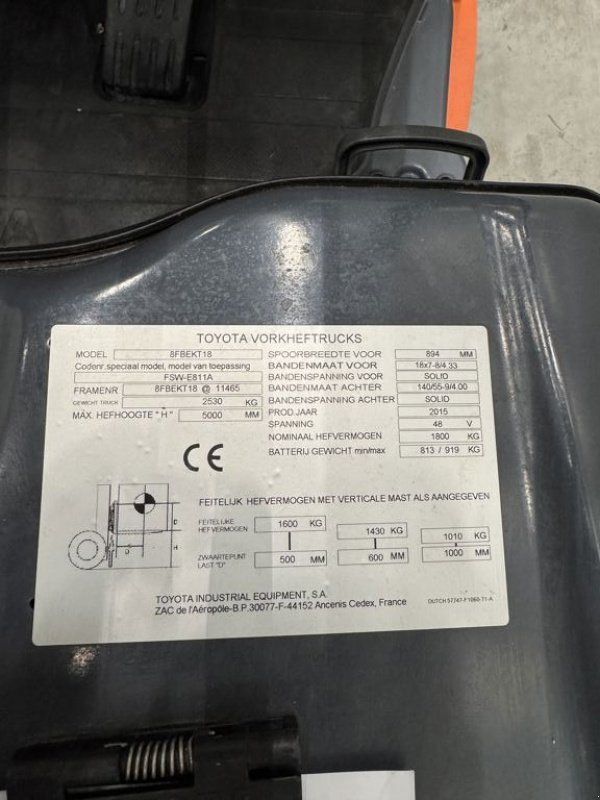 TOYOTA VORKHEFTRUCKS
MODEL 8FBEKT18 SPOORBREEDTE VOOR 894 MM
Codenr. speciaal model, model van toepassing BANDENMAAT VOOR 18x7-8/4.33
FSW-E811A BANDENSPANNING VOOR SOLID
FRAMENR 8FBEKT18 @ 11465 BANDENMAAT ACHTER 140/55-9/4.00
GEWICHT TRUCK 2530 KG BANDENSPANNING ACHTER SOLID
MAX. HEFHOOGTE "H" 5000 MM PROD.JAAR 2015
SPANNING 48 V
NOMINAAL HEFVERMOGEN 1800 KG
BATTERIJ GEWICHT min/max 813 / 919 KG
CE
FEITELIJK HEFVERMOGEN MET VERTICALE MAST ALS AANGEGEVEN
FEITELIJKE HEFVERMOGEN 1600 KG 1430 KG 1010 KG
ZWAARTEPUNT LAST "D" 500 MM 600 MM 1000 MM
D
H
TOYOTA INDUSTRIAL EQUIPMENT, S.A.
ZAC de l'Aéropôle-B.P.30077-F-44152 Ancenis Cedex, France
DUTCH 57747-F1060-71-A